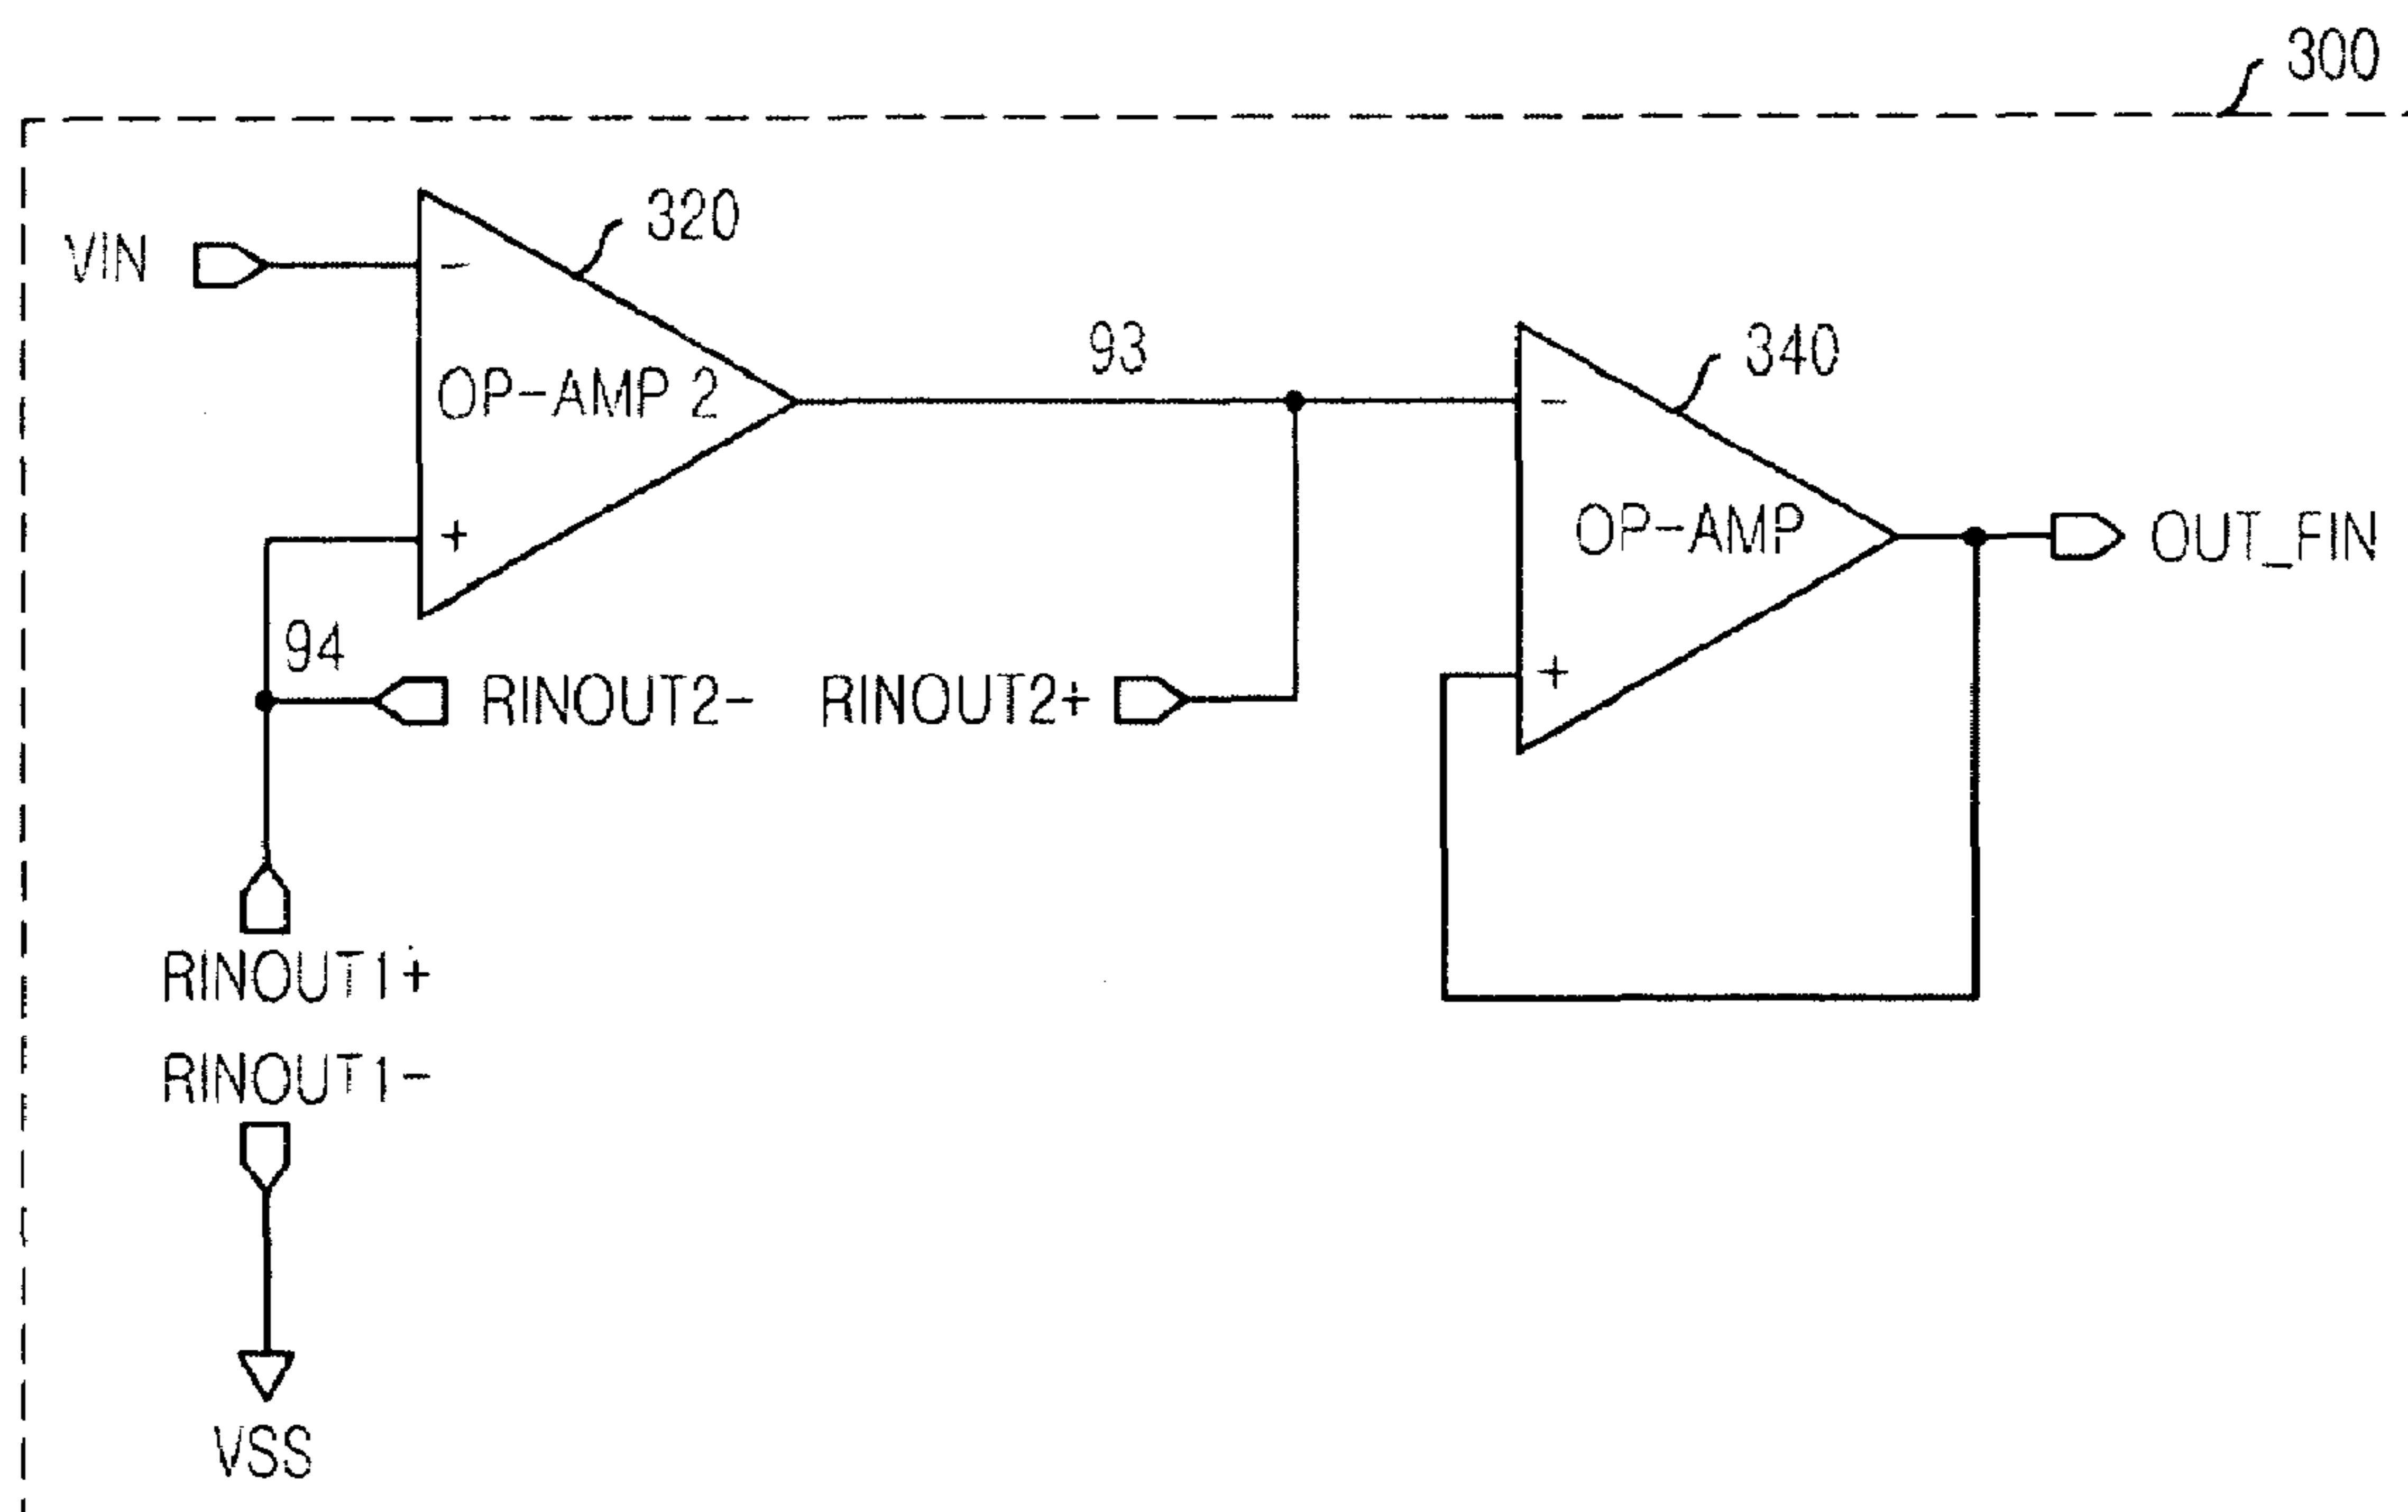 300
VIN
-
320
OP-AMP 2
+
93
340
-
OP-AMP
+
OUT_FIN
94
RINOUT2-
RINOUT2+
RINOUT1+
RINOUT1-
VSS